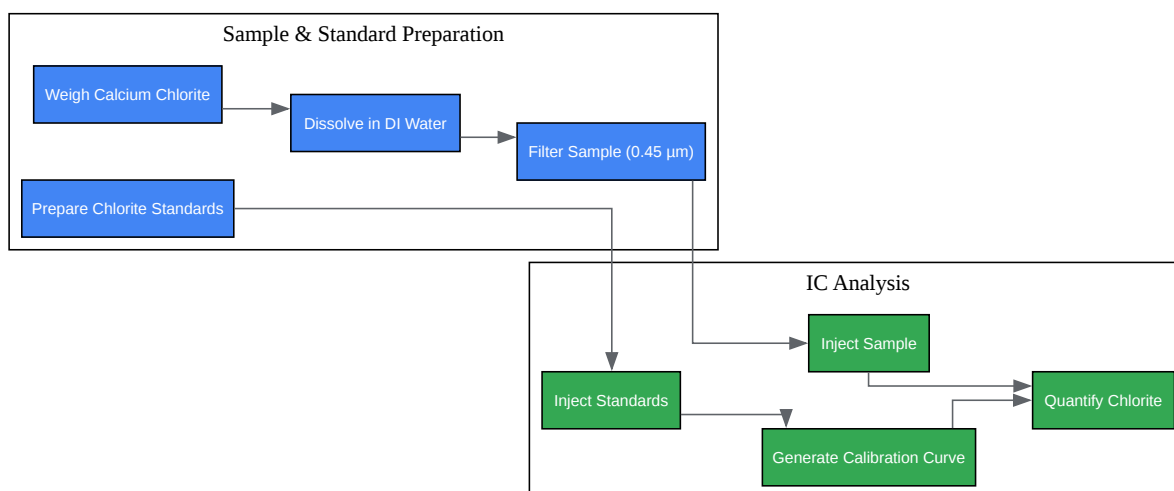 Sample & Standard Preparation
Weigh Calcium Chlorite
Dissolve in DI Water
Filter Sample (0.45 µm)
Prepare Chlorite Standards
IC Analysis
Inject Sample
Inject Standards
Quantify Chlorite
Generate Calibration Curve